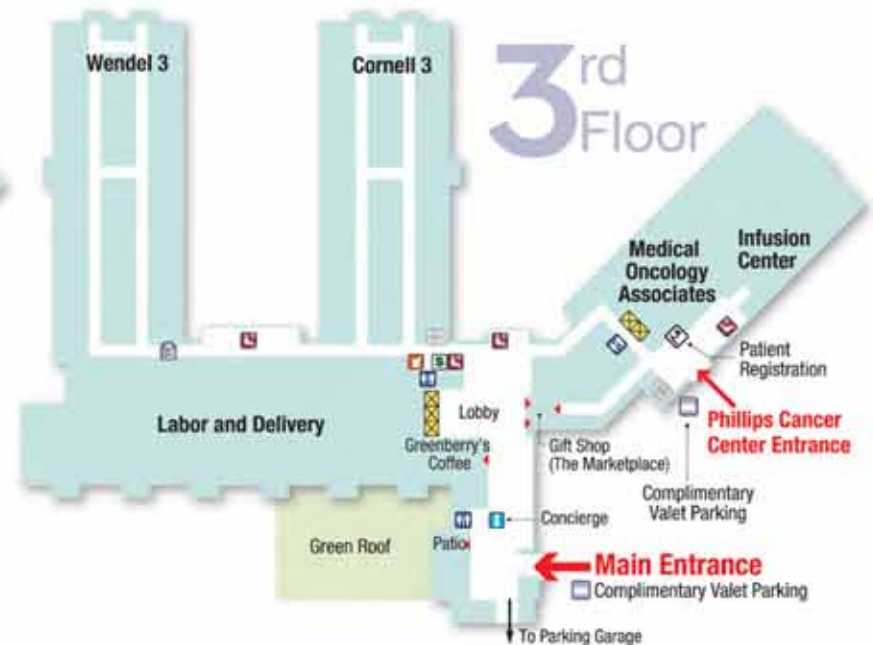 Wendel 3
Cornell 3
3rd
Floor
Medical
Oncology
Associates
Infusion
Center
Patient
Registration
Labor and Delivery
Lobby
Greenberry's
Coffee
Gift Shop
(The Marketplace)
Phillips Cancer
Center Entrance
Complimentary
Valet Parking
Green Roof
Patio
Concierge
Main Entrance
Complimentary Valet Parking
To Parking Garage
$